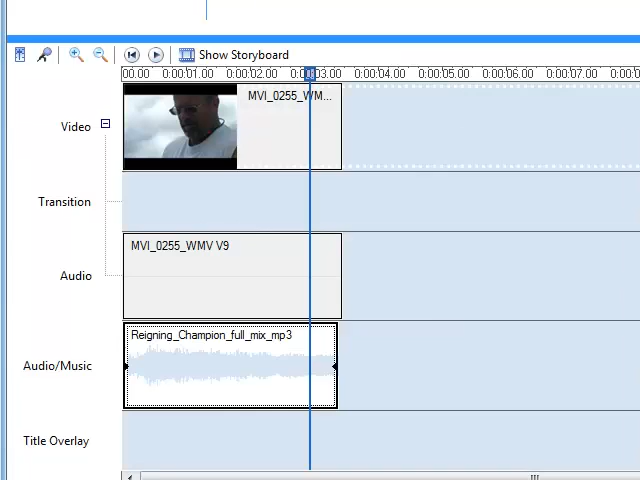 Show Storyboard
00.00 0:00:01.00 0:00:02.00 0:00:03.00 0:00:04.00 0:00:05.00 0:00:06.00 0:00:07.00 0:00:0
Video
MVI_0255_WM...
Transition
MVI_0255_WMV V9
Audio
Reigning_Champion_full_mix_mp3
Audio/Music
Title Overlay